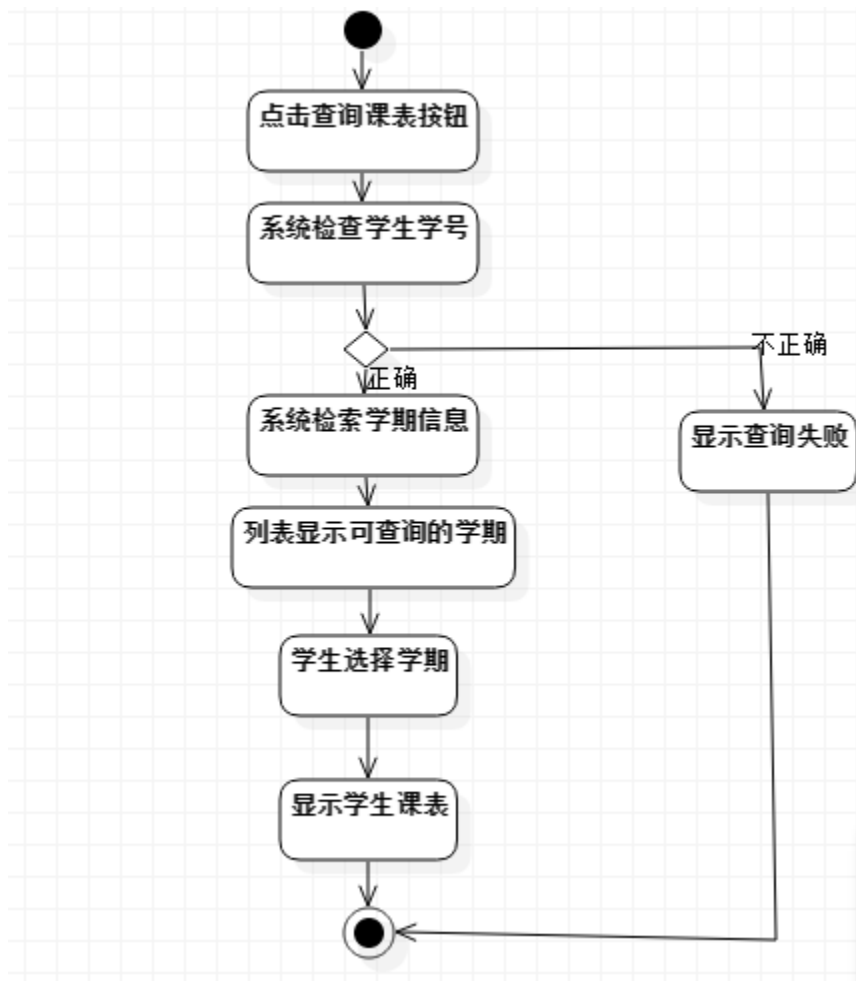 点击查询课表按钮
系统检查学生学号
不正确
正确
系统检索学期信息
显示查询失败
列表显示可查询的学期
学生选择学期
显示学生课表